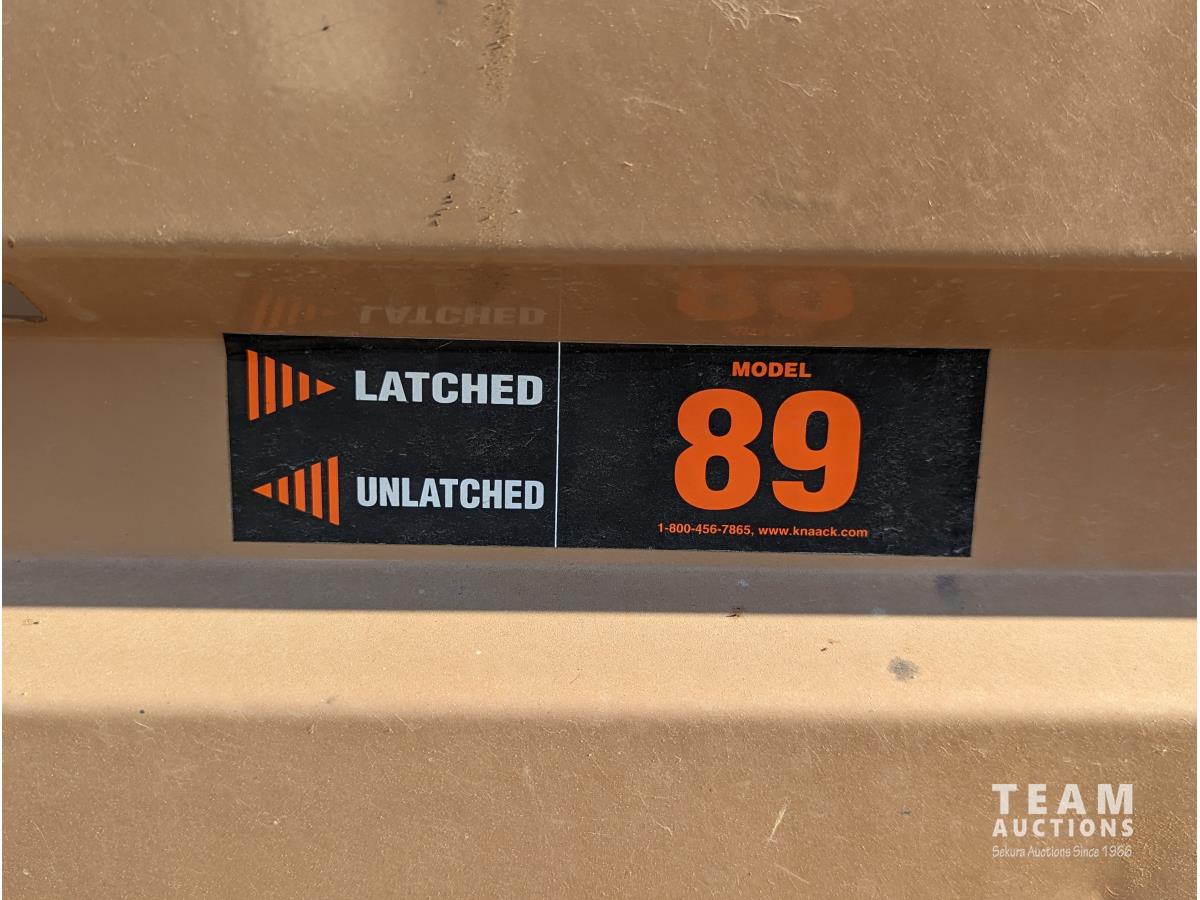 LATCHED
UNLATCHED
MODEL
89
1-800-456-7865, www.knaack.com
TEAM
AUCTIONS
Sekura Auctions Since 1966